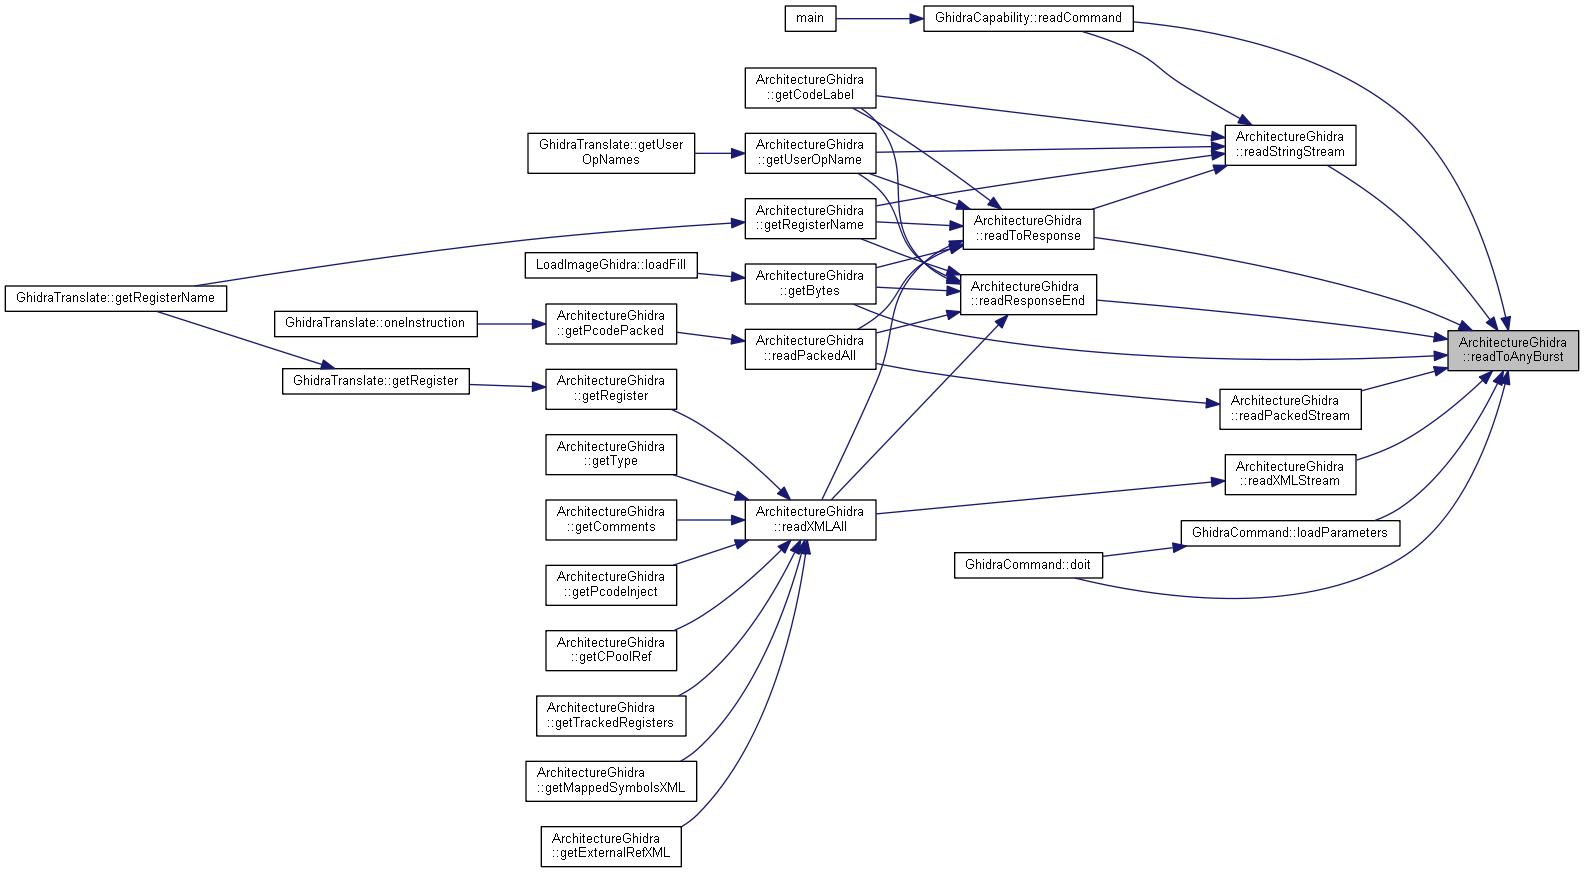 main
GhidraCapability::readCommand
ArchitectureGhidra
::getCodeLabel
ArchitectureGhidra
::readStringStream
GhidraTranslate::getUser
OpNames
ArchitectureGhidra
::getUserOpName
ArchitectureGhidra
::getRegisterName
ArchitectureGhidra
::readToResponse
LoadImageGhidra::loadFill
ArchitectureGhidra
::getBytes
ArchitectureGhidra
::readResponseEnd
GhidraTranslate::getRegisterName
GhidraTranslate::oneInstruction
ArchitectureGhidra
::getPcodePacked
ArchitectureGhidra
::readPackedAll
ArchitectureGhidra
::readToAnyBurst
GhidraTranslate::getRegister
ArchitectureGhidra
::getRegister
ArchitectureGhidra
::readPackedStream
ArchitectureGhidra
::getType
ArchitectureGhidra
::readXMLStream
ArchitectureGhidra
::getComments
ArchitectureGhidra
::readXMLAll
GhidraCommand::loadParameters
GhidraCommand::doit
ArchitectureGhidra
::getPcodeInject
ArchitectureGhidra
::getCPoolRef
ArchitectureGhidra
::getTrackedRegisters
ArchitectureGhidra
::getMappedSymbolsXML
ArchitectureGhidra
::getExternalRefXML